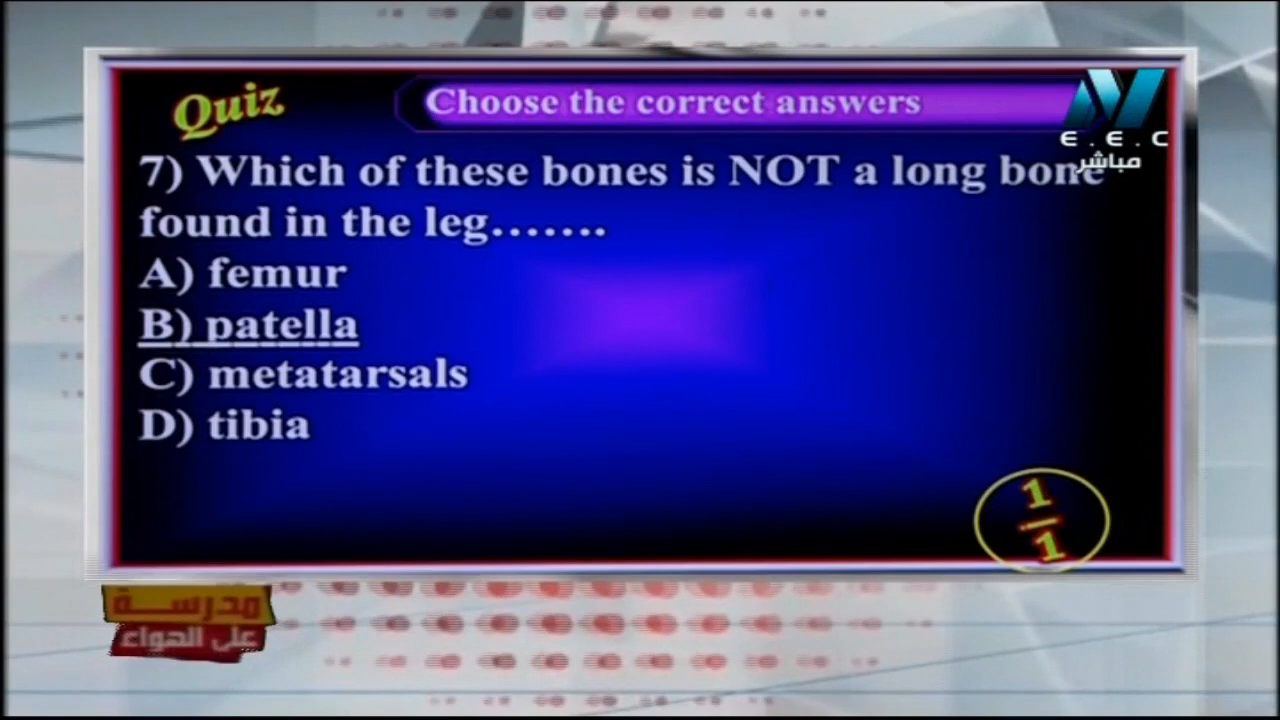 Quiz
Choose the correct answers
E.E.C
مباشر
7) Which of these bones is NOT a long bone
found in the leg.......
A) femur
B) patella
C) metatarsals
D) tibia
1
1
مدرسة
على الهواء